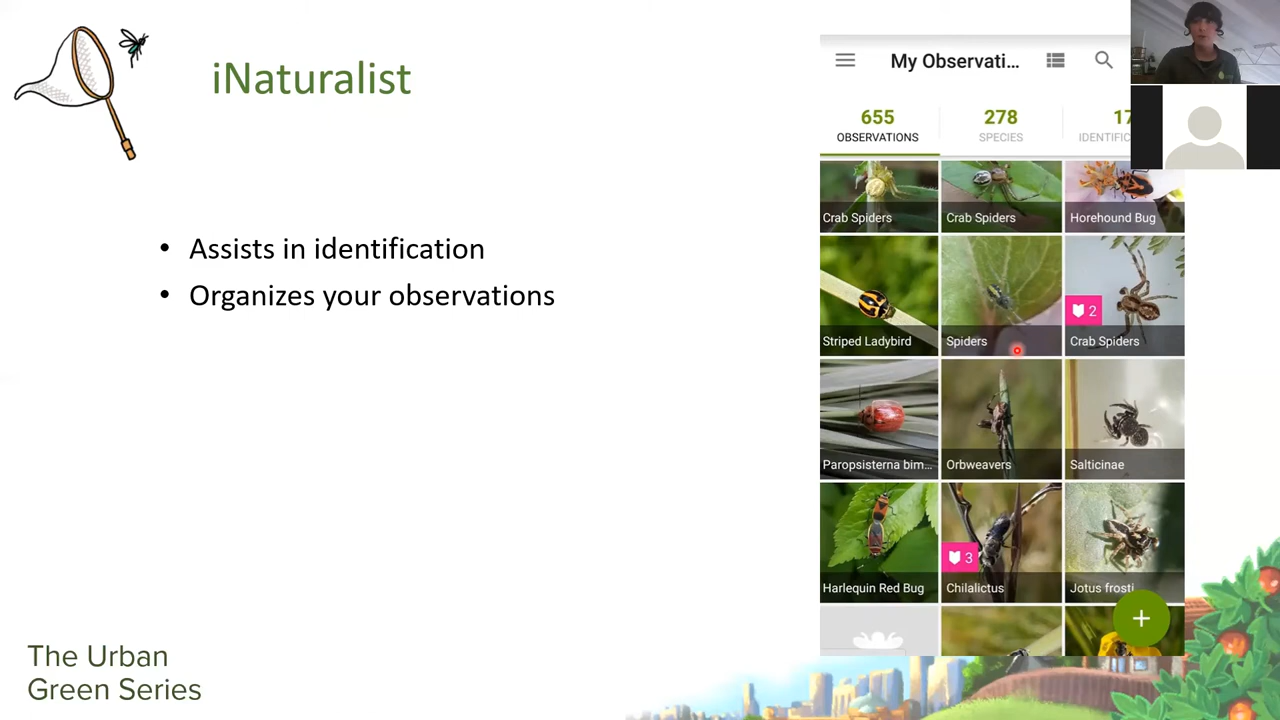 iNaturalist
• Assists in identification
• Organizes your observations
The Urban
Green Series
My Observati...
655
OBSERVATIONS
278
SPECIES
17
IDENTIFIC
Crab Spiders
Crab Spiders
Horehound Bug
Striped Ladybird
Spiders
2
Crab Spiders
Paropsisterna bim...
Orbweavers
Salticinae
Harlequin Red Bug
3
Chilalictus
Jotus frosti
+